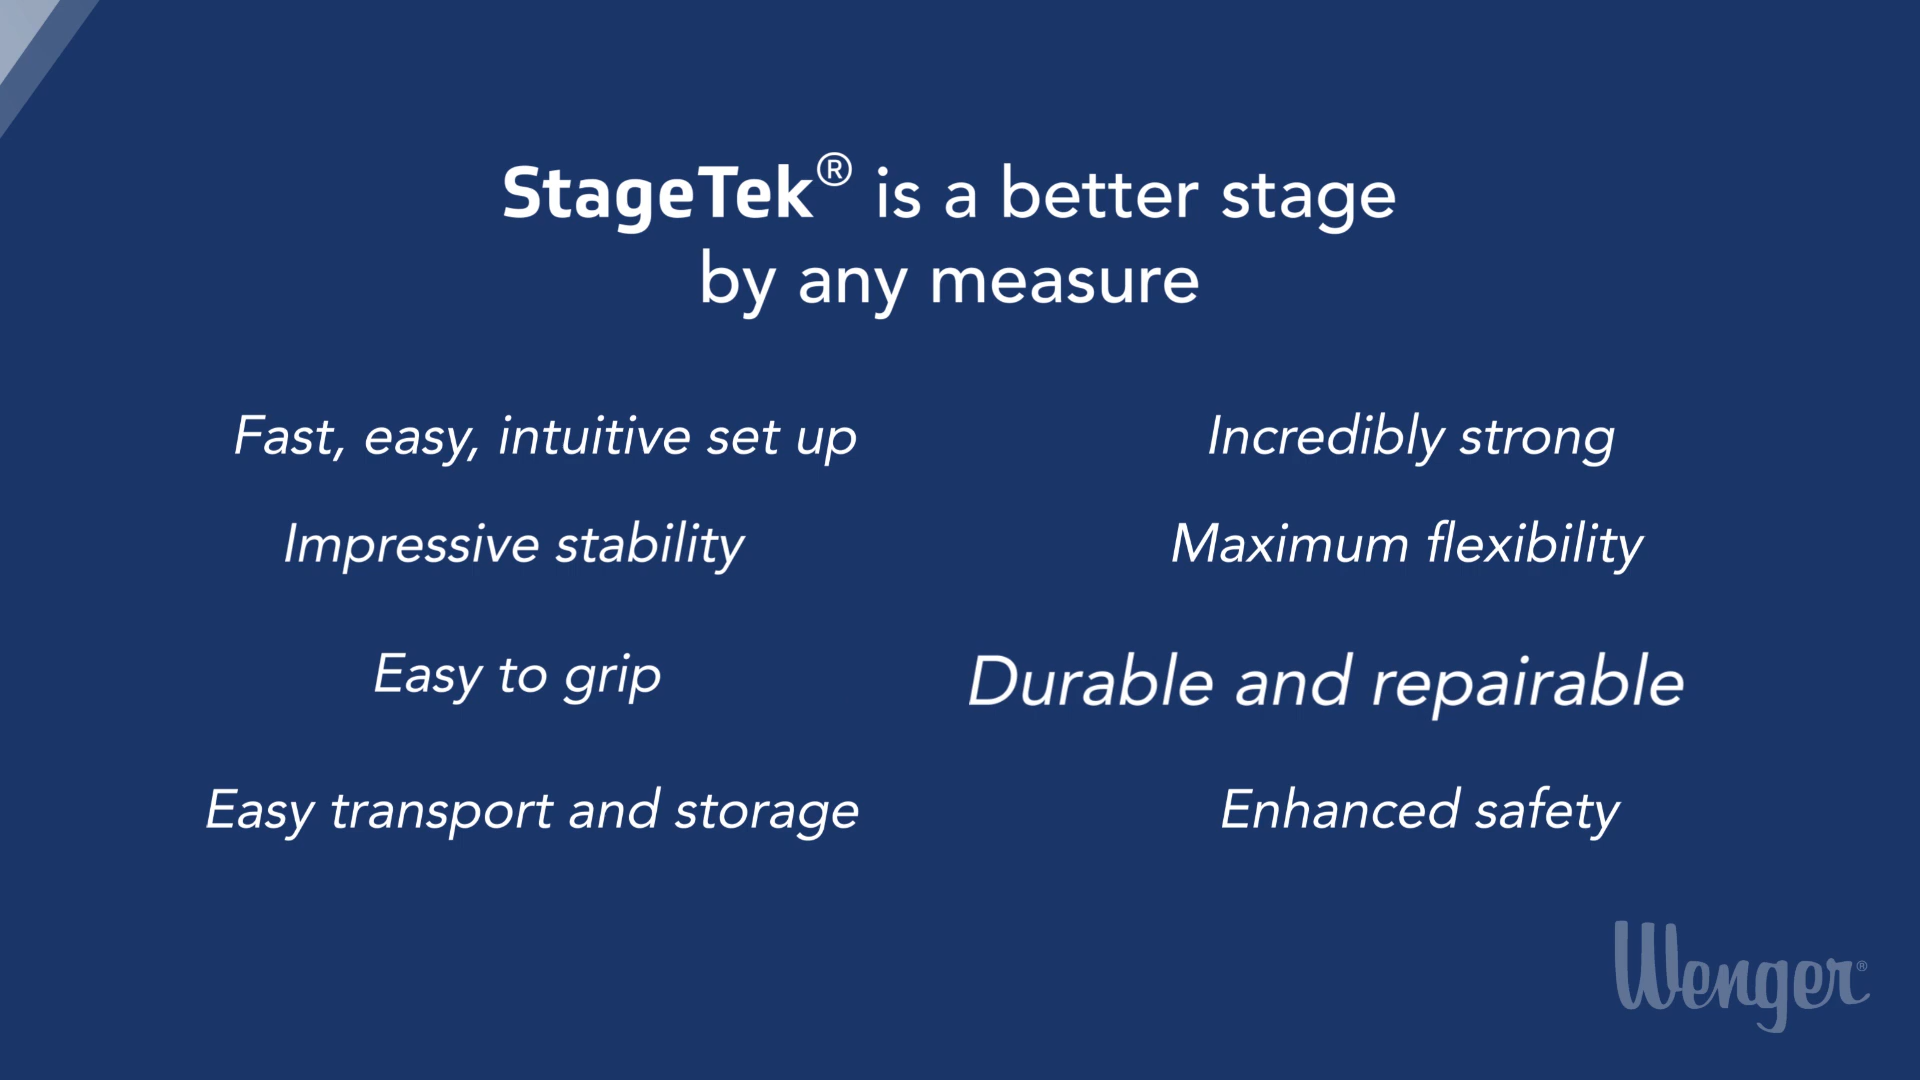 StageTek® is a better stage
by any measure
Fast, easy, intuitive set up
Incredibly strong
Impressive stability
Maximum flexibility
Easy to grip
Durable and repairable
Easy transport and storage
Enhanced safety
Wenger®